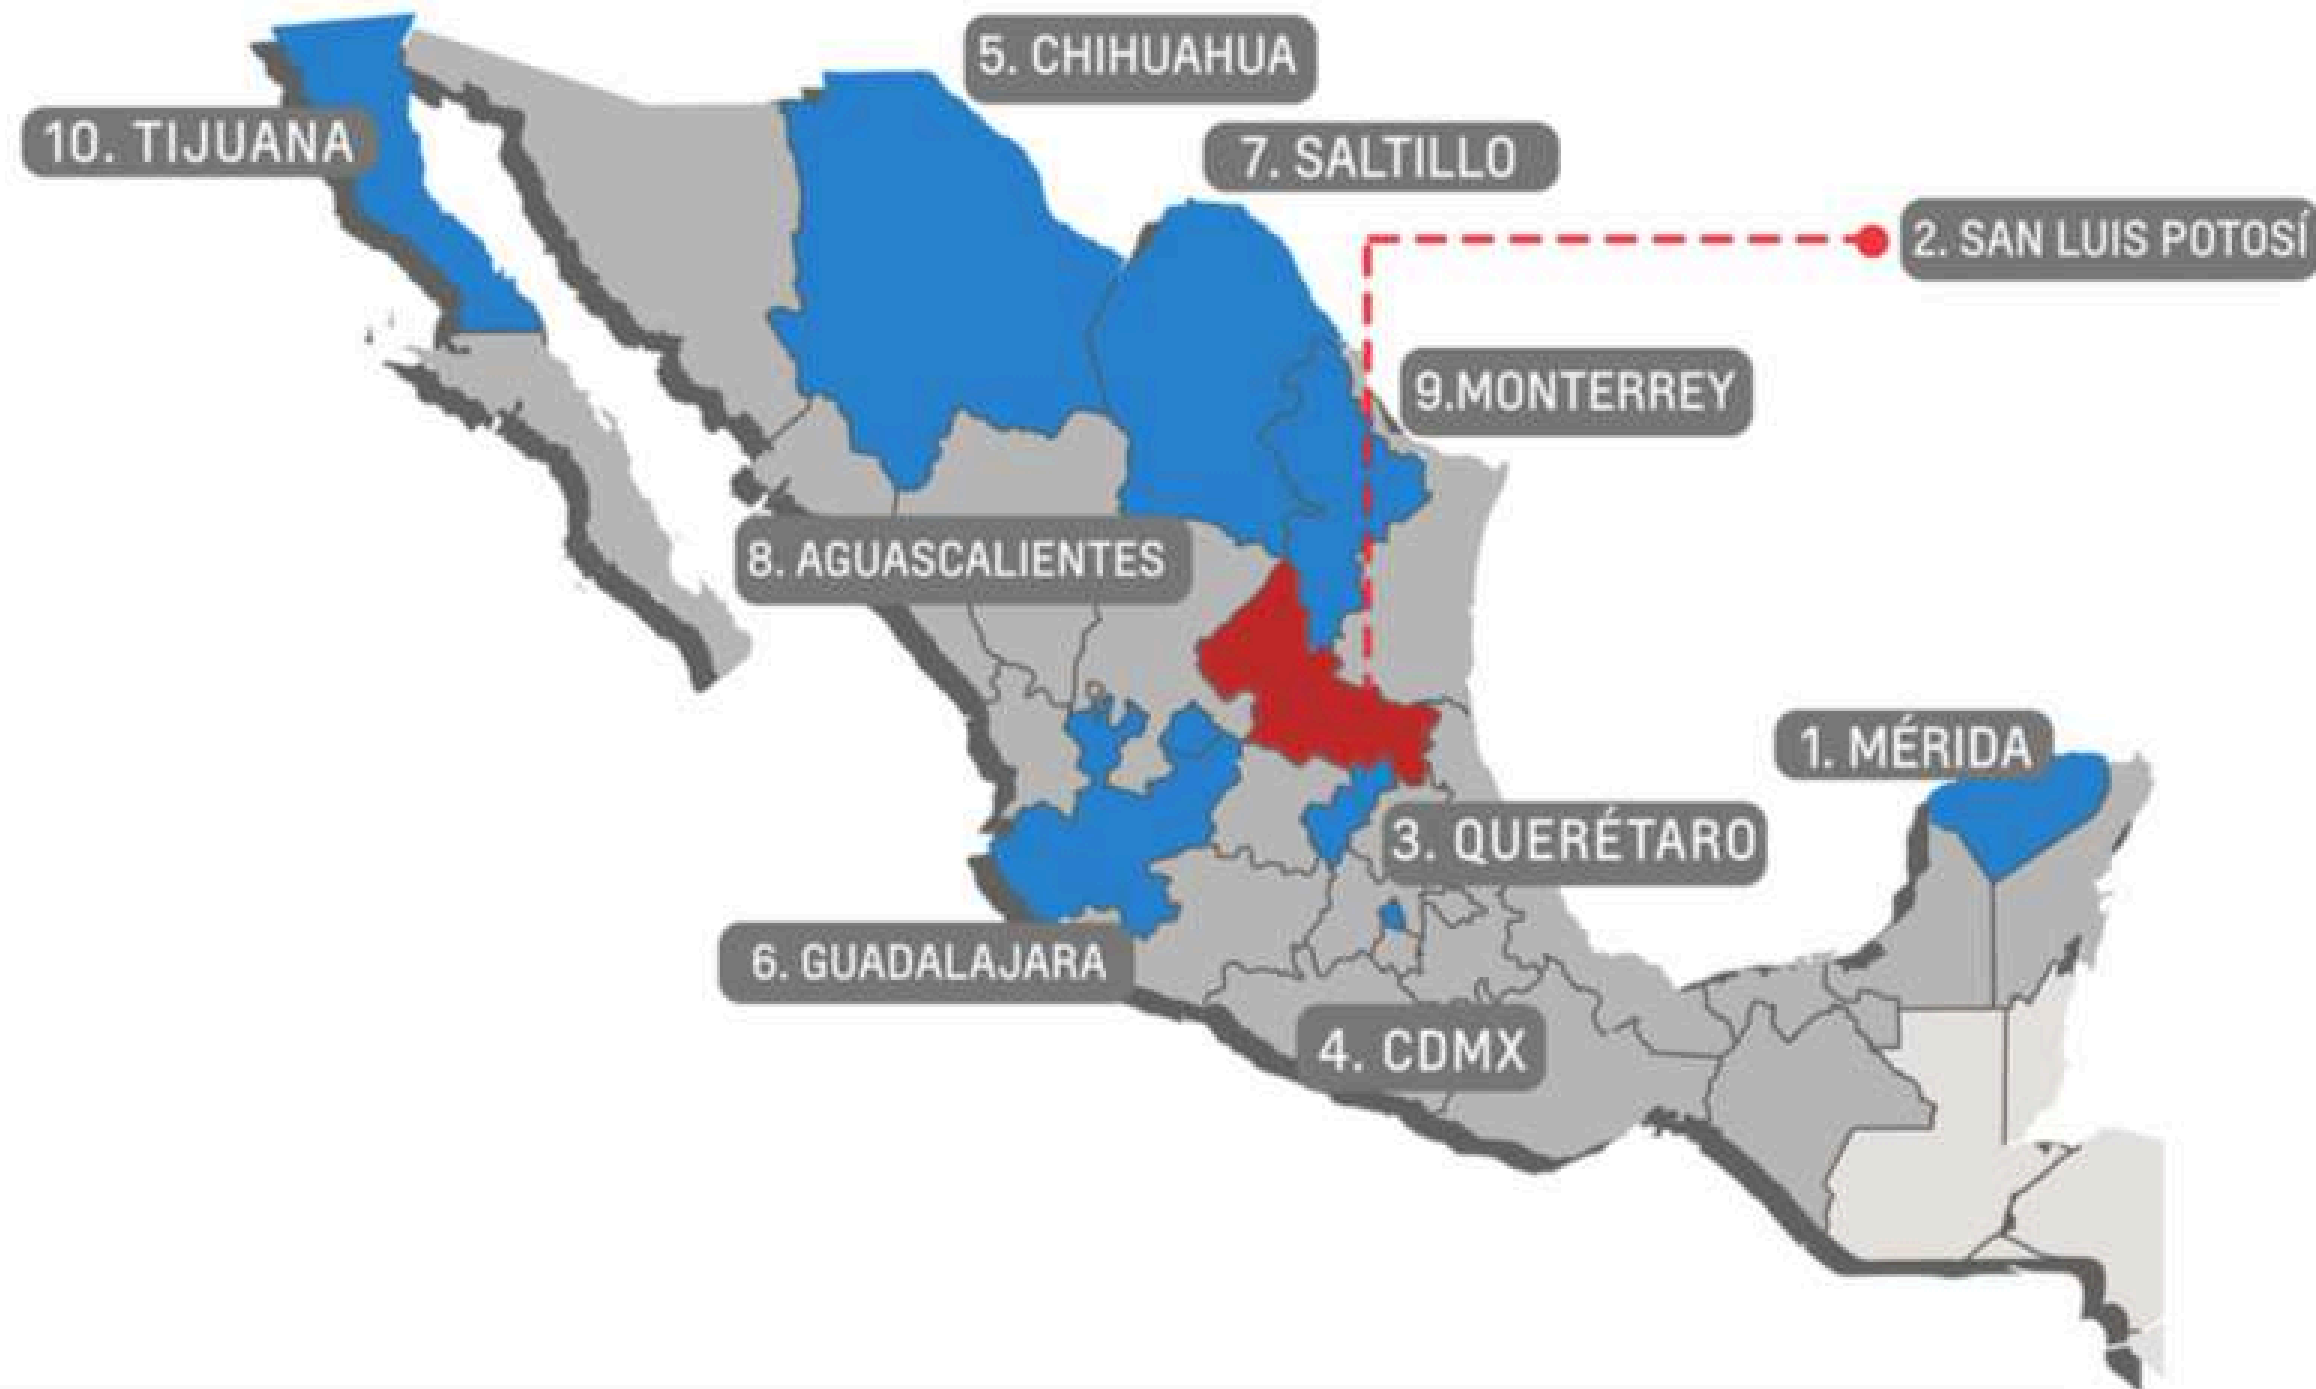 5. CHIHUAHUA
10. TIJUANA
7. SALTILLO
2. SAN LUIS POTOSÍ
9.MONTERREY
8. AGUASCALIENTES
1. MÉRIDA
3. QUERÉTARO
6. GUADALAJARA
4. CDMX